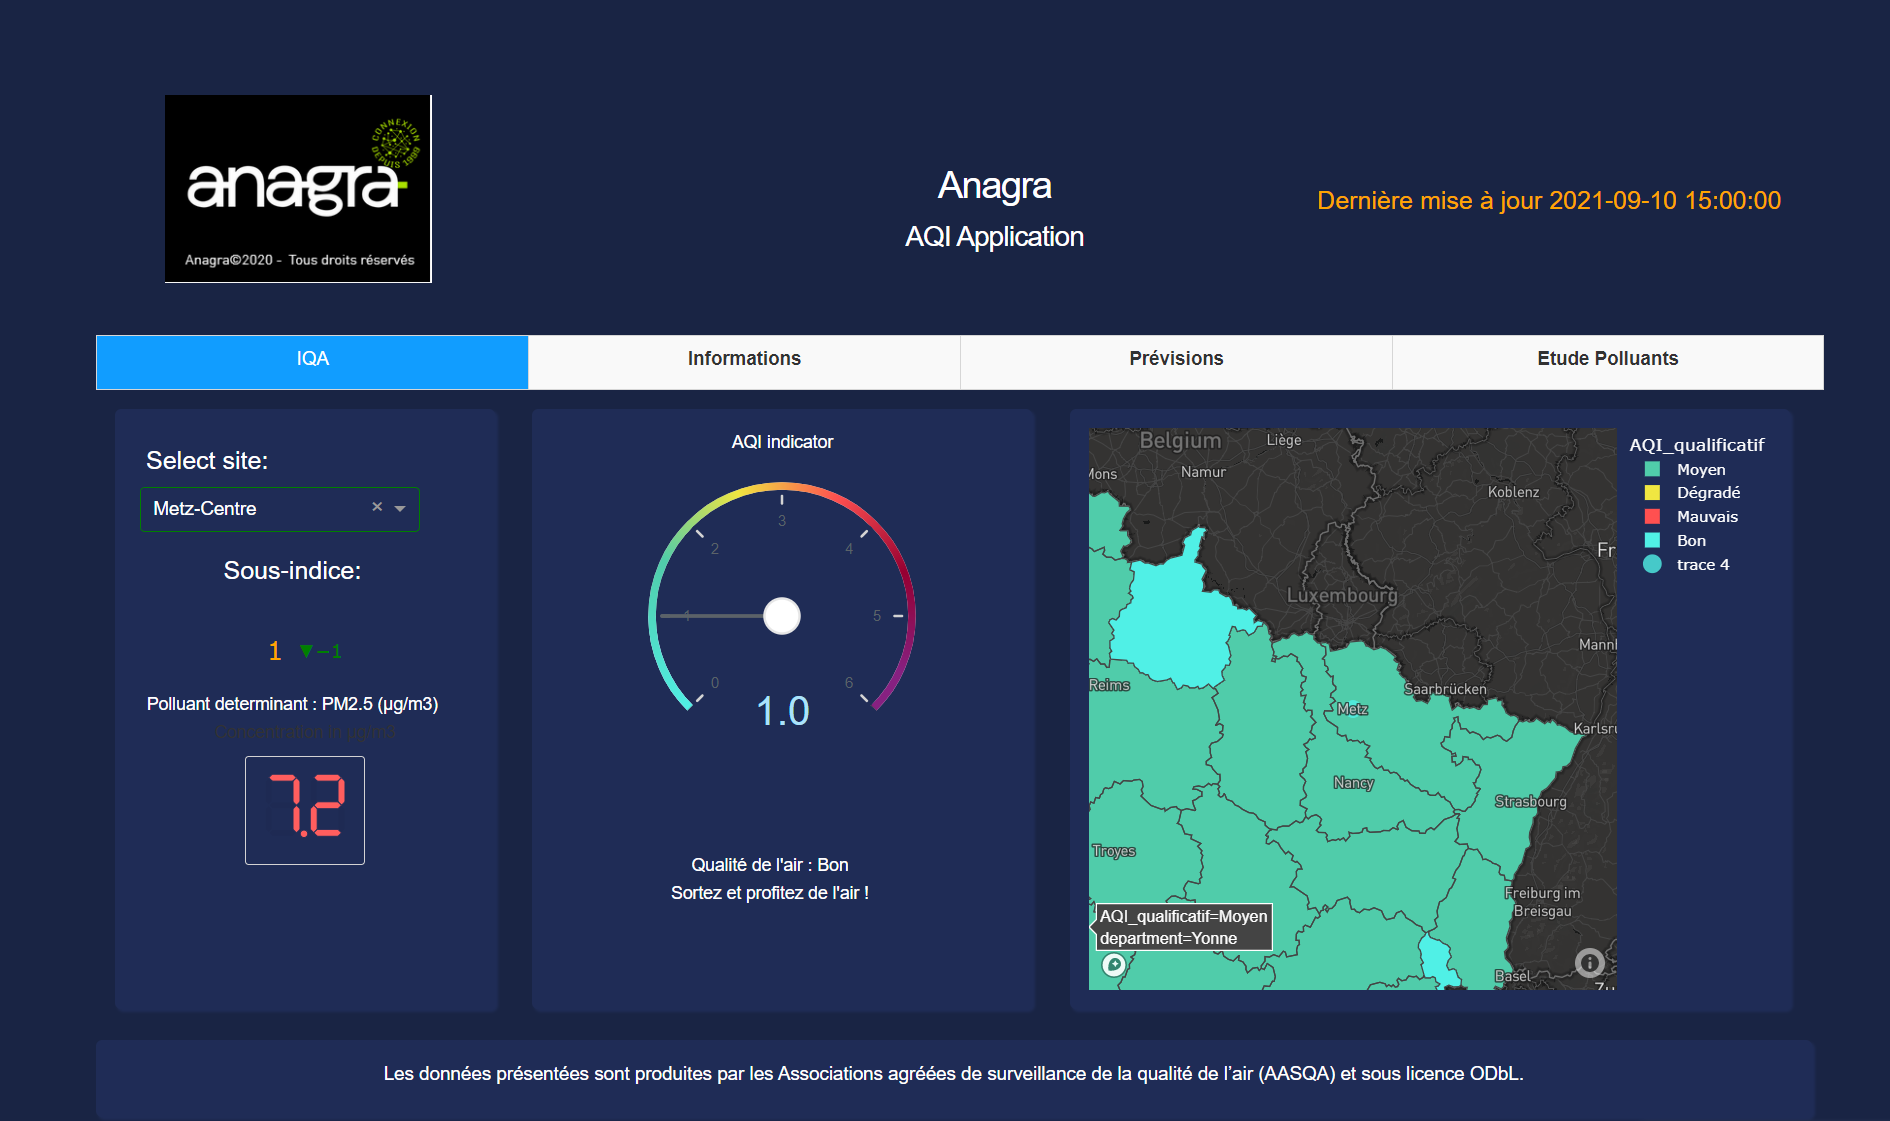 CONNEXION DEPUIS 1999
anagra
Anagra©2020 - Tous droits réservés
Anagra
AQI Application
Dernière mise à jour 2021-09-10 15:00:00
IQA
Informations
Prévisions
Etude Polluants
Select site:
Metz-Centre
×
Sous-indice:
1 ▼−1
Polluant determinant : PM2.5 (µg/m3)
Concentration in µg/m3
7.2
AQI indicator
0
1
2
3
4
5
6
1.0
Qualité de l'air : Bon
Sortez et profitez de l'air !
Belgium
Liège
Mons
Namur
Koblenz
Fr
Luxembourg
Mannh
Reims
Saarbrücken
Metz
Karlsru
Nancy
Strasbourg
Troyes
Freiburg im
Breisgau
AQI_qualificatif=Moyen
department=Yonne
Basel
Zu
AQI_qualificatif
Moyen
Dégradé
Mauvais
Bon
trace 4
Les données présentées sont produites par les Associations agréées de surveillance de la qualité de l’air (AASQA) et sous licence ODbL.